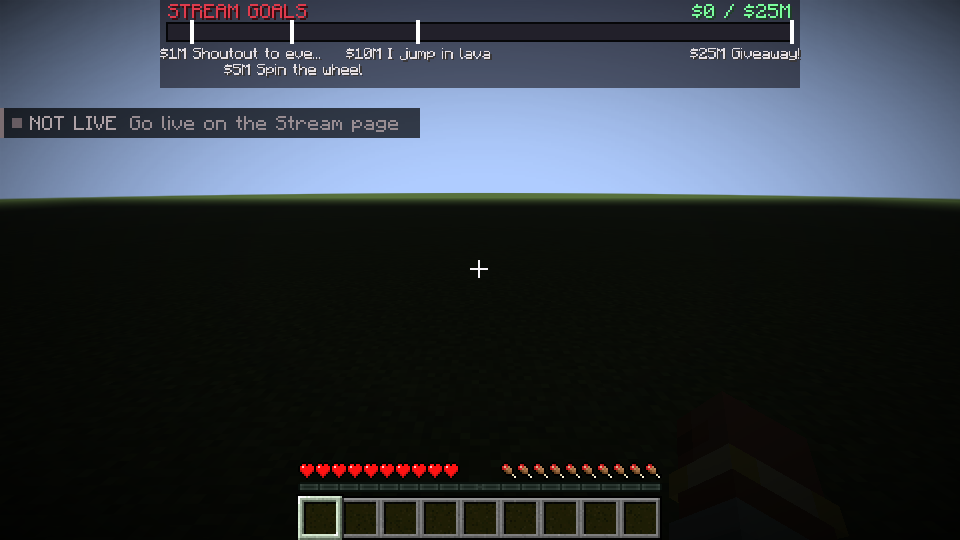 STREAM GOALS $0 / $25M
$1M Shoutout to eve... $10M I jump in lava $25M Giveaway!
$5M Spin the wheel
NOT LIVE Go live on the Stream page